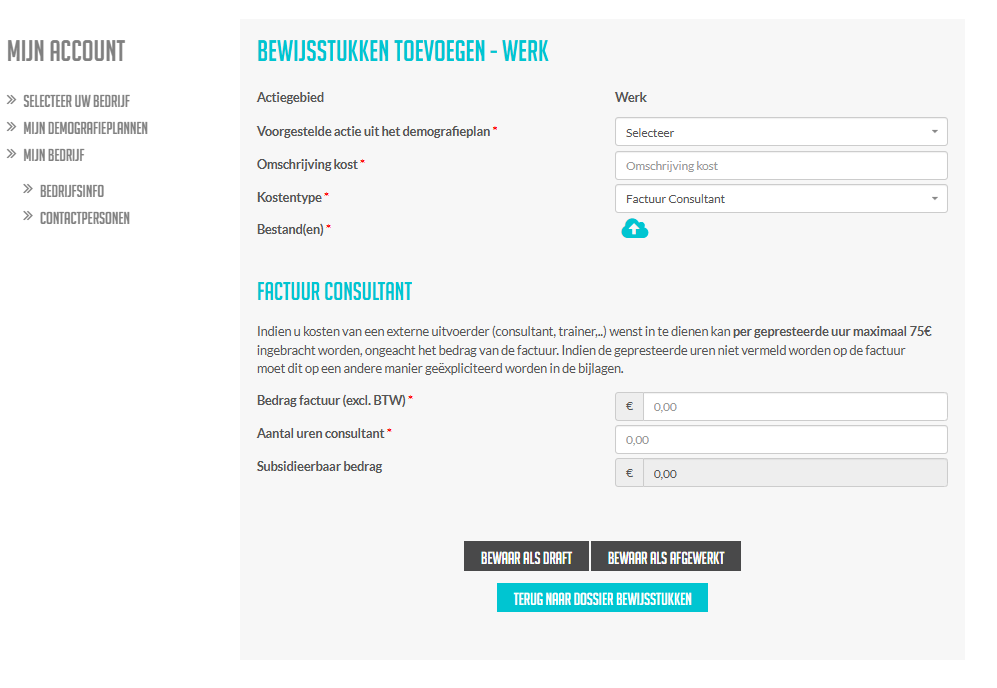 MIJN ACCOUNT
» SELECTEER UW BEDRIJF
» MIJN DEMOGRAFIEPLANNEN
» MIJN BEDRIJF
» BEDRIJFSINFO
» CONTACTPERSONEN
BEWIJSSTUKKEN TOEVOEGEN - WERK
Actiegebied Werk
Voorgestelde actie uit het demografieplan * Selecteer
Omschrijving kost * Omschrijving kost
Kostentype * Factuur Consultant
Bestand(en) *
FACTUUR CONSULTANT
Indien u kosten van een externe uitvoerder (consultant, trainer,..) wenst in te dienen kan per gepresteerde uur maximaal 75€
ingebracht worden, ongeacht het bedrag van de factuur. Indien de gepresteerde uren niet vermeld worden op de factuur
moet dit op een andere manier geëxpliciteerd worden in de bijlagen.
Bedrag factuur (excl. BTW) * € 0,00
Aantal uren consultant * 0,00
Subsidieerbaar bedrag € 0,00
BEWAAR ALS DRAFT BEWAAR ALS AFGEWERKT
TERUG NAAR DOSSIER BEWIJSSTUKKEN